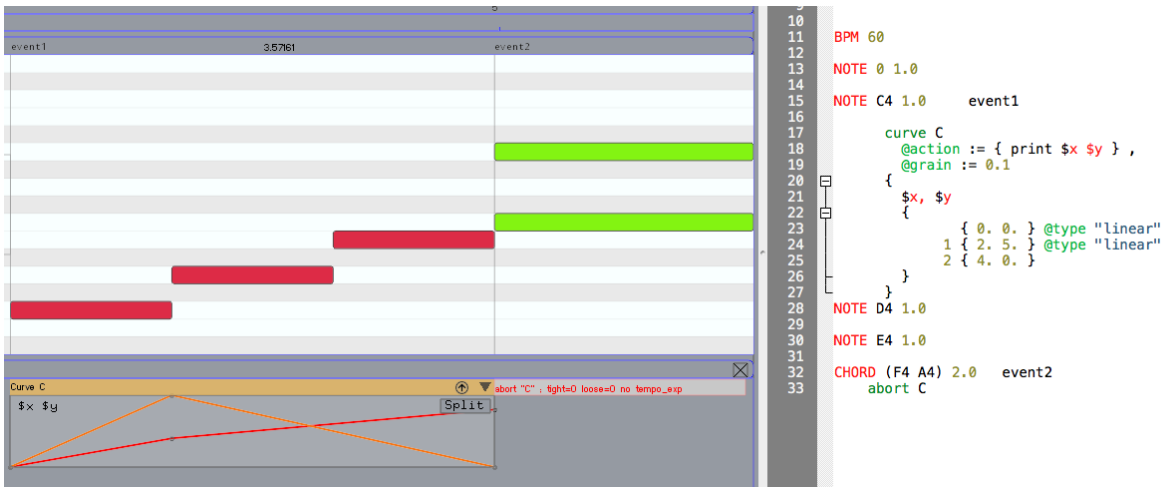 5
1
event1 3.57161 event2
Curve C abort "C" ; tight=0 loose=0 no tempo_exp
$x $y Split
9
10
11 BPM 60
12
13 NOTE 0 1.0
14
15 NOTE C4 1.0 event1
16
17 curve C
18 @action := { print $x $y } ,
19 @grain := 0.1
20 {
21 $x, $y
22 {
23 { 0. 0. } @type "linear"
24 1 { 2. 5. } @type "linear"
25 2 { 4. 0. }
26 }
27 }
28 NOTE D4 1.0
29
30 NOTE E4 1.0
31
32 CHORD (F4 A4) 2.0 event2
33 abort C